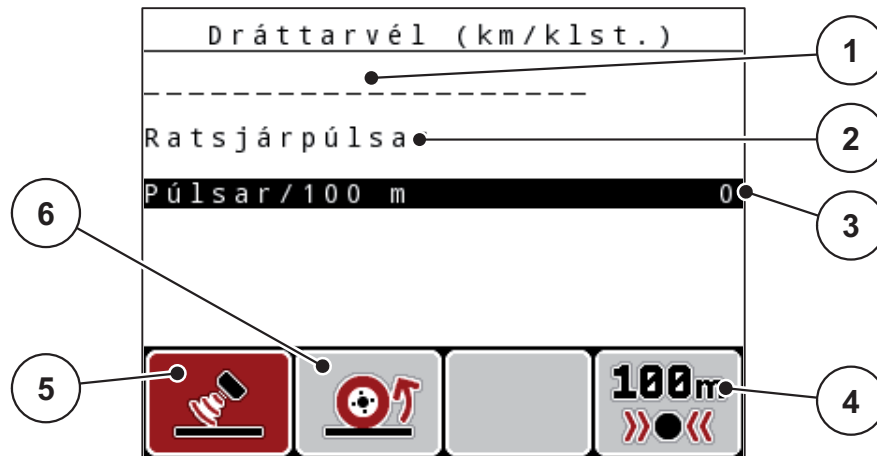 Dráttarvél (km/klst.)
1
--------------------
Ratsjárpúlsa
2
Púlsar/100 m 0
3
6
5
100m
4